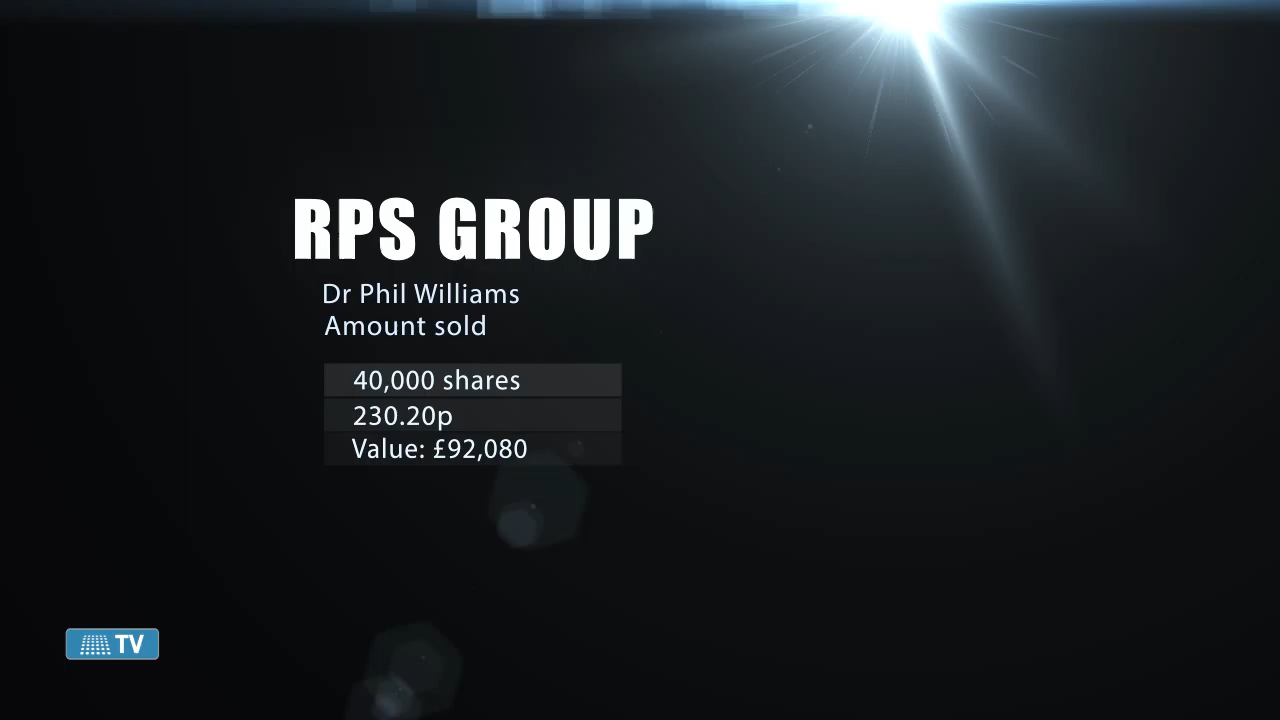 RPS GROUP
Dr Phil Williams
Amount sold
40,000 shares
230.20p
Value: £92,080
TV